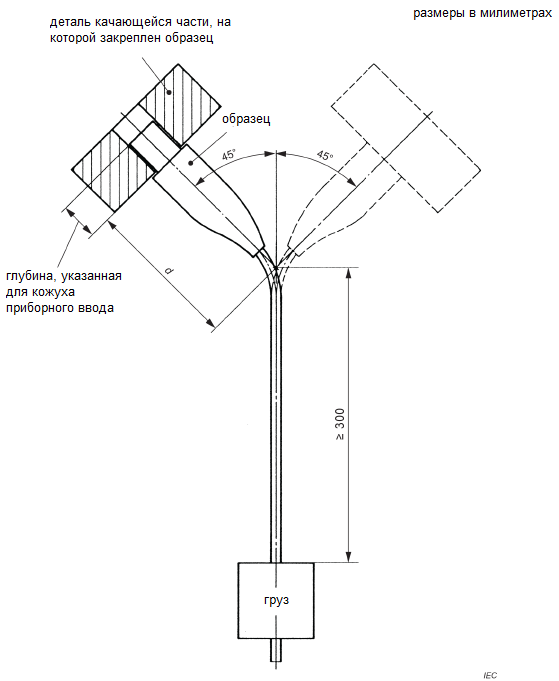 размеры в милиметрах
деталь качающейся части, на
которой закреплен образец
образец
45°
45°
глубина, указанная
для кожуха
приборного ввода
d
≥ 300
груз
IEC